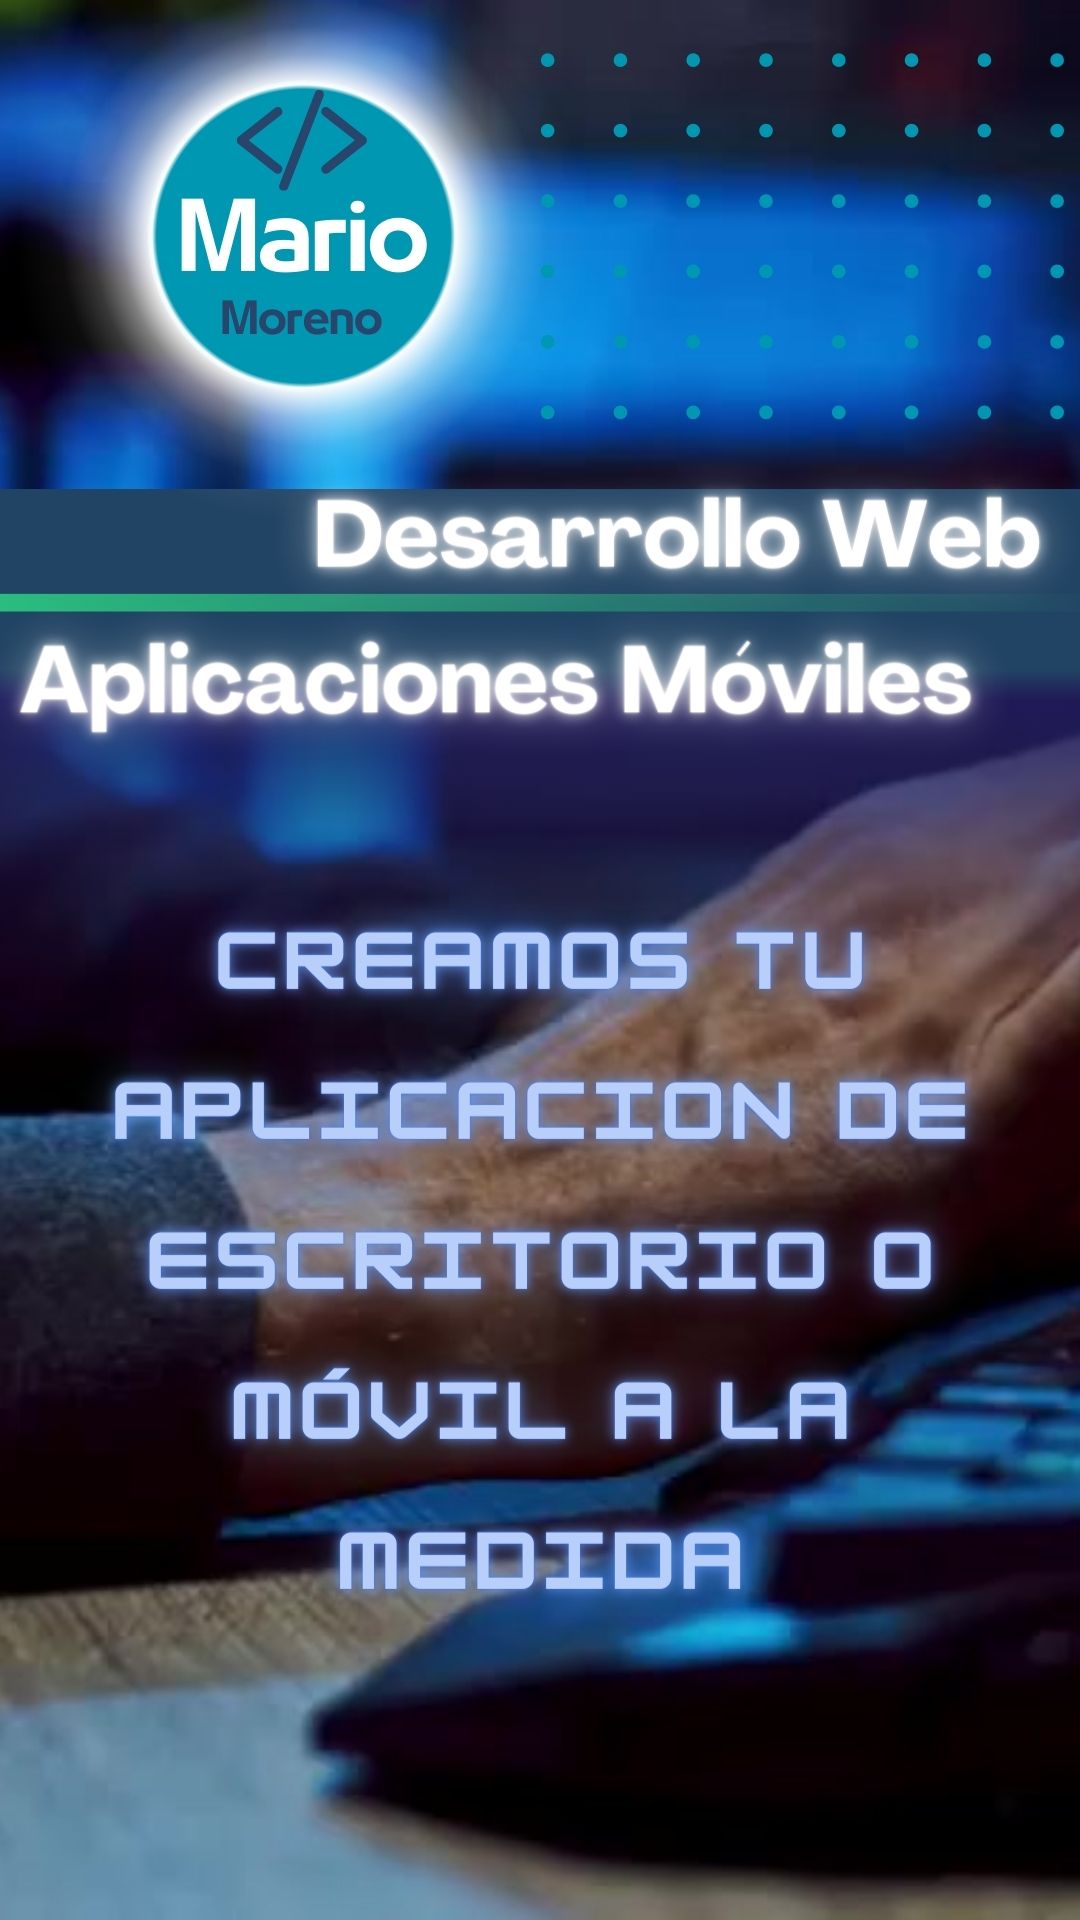 </>
Mario
Moreno
Desarrollo Web
Aplicaciones Móviles
CREAMOS TU
APLICACION DE
ESCRITORIO O
MÓVIL A LA
MEDIDA